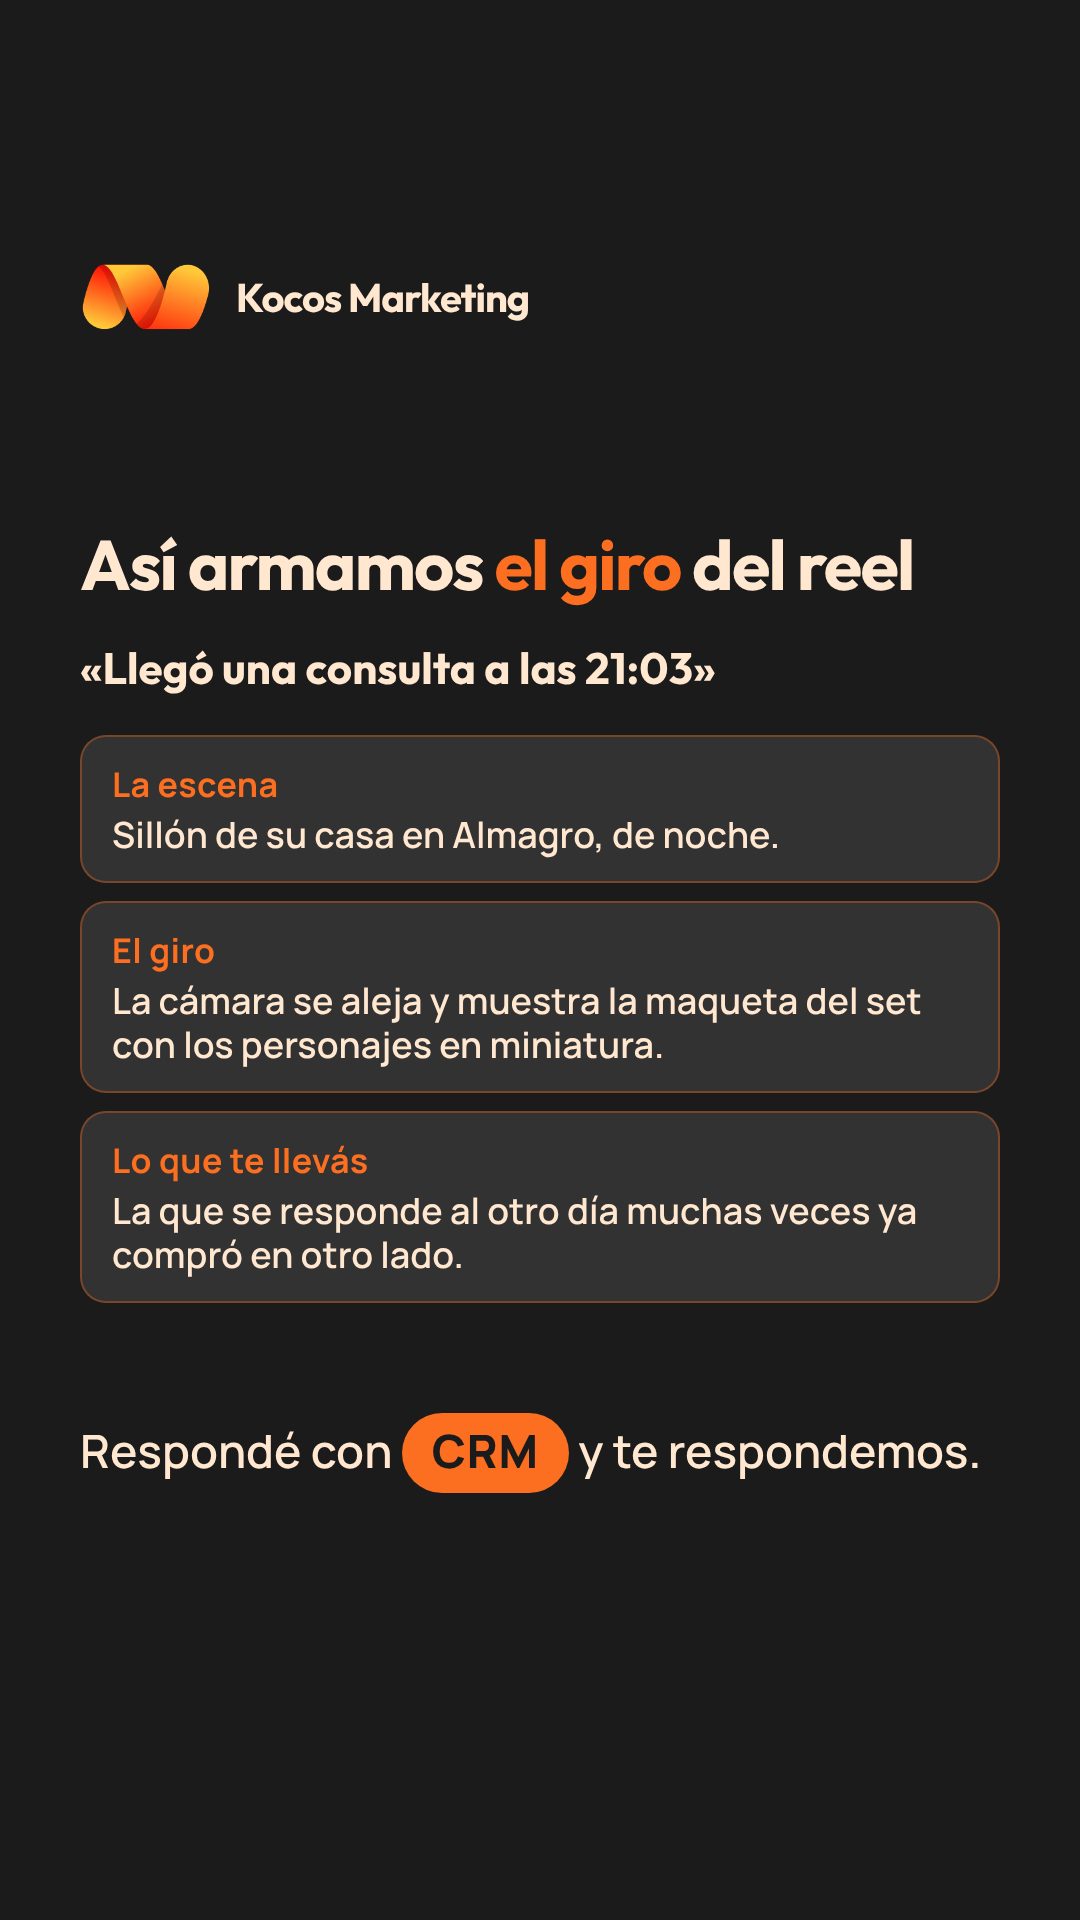 Kocos Marketing
Así armamos el giro del reel
«Llegó una consulta a las 21:03»
La escena
Sillón de su casa en Almagro, de noche.
El giro
La cámara se aleja y muestra la maqueta del set
con los personajes en miniatura.
Lo que te llevás
La que se responde al otro día muchas veces ya
compró en otro lado.
Respondé con CRM y te respondemos.